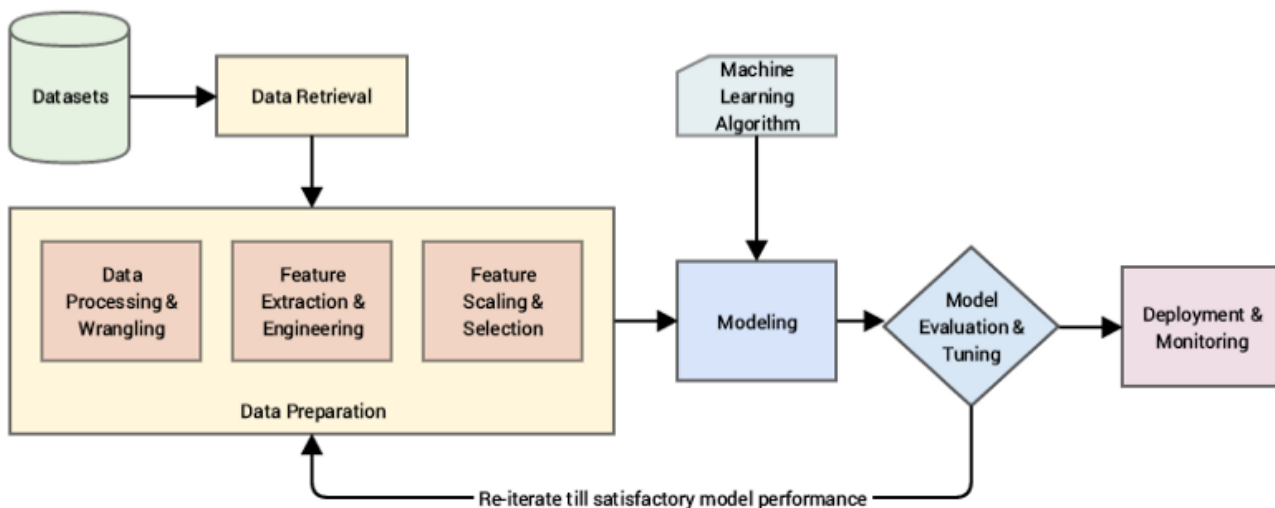 Datasets
Data Retrieval
Machine
Learning
Algorithm
Data
Processing &
Wrangling
Feature
Extraction &
Engineering
Feature
Scaling &
Selection
Data Preparation
Modeling
Model
Evaluation &
Tuning
Deployment &
Monitoring
Re-iterate till satisfactory model performance